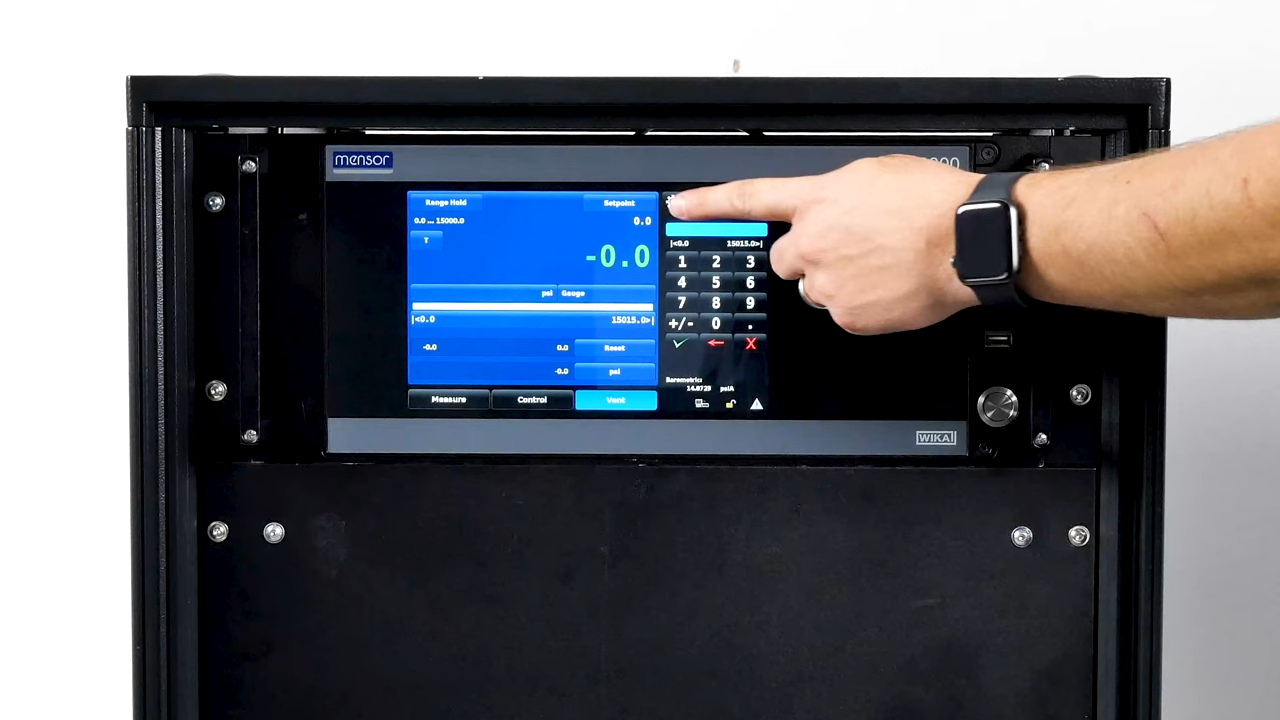 mensor
Range Hold
Setpoint
0.0 ... 15000.0
0.0
T
-0.0
psi Gauge
|<0.0
15015.0>|
-0.0
0.0
Reset
-0.0
psi
Measure
Control
Vent
|<0.0
15015.0>|
1 2 3
4 5 6
7 8 9
+/- 0 .
Barometric:
14.8729 psiA
WIKA